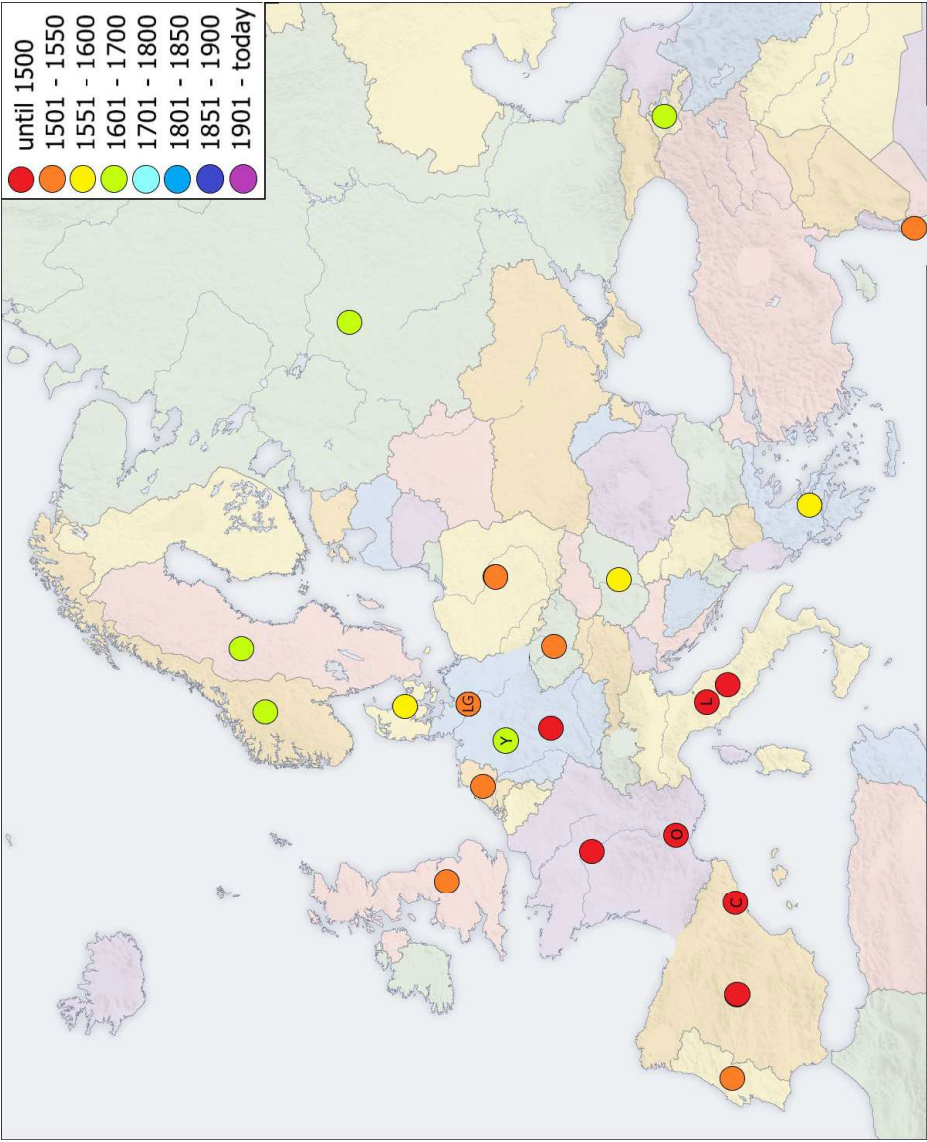 until 1500
1501 - 1550
1551 - 1600
1601 - 1700
1701 - 1800
1801 - 1850
1851 - 1900
1901 - today
LG
Y
L
O
C